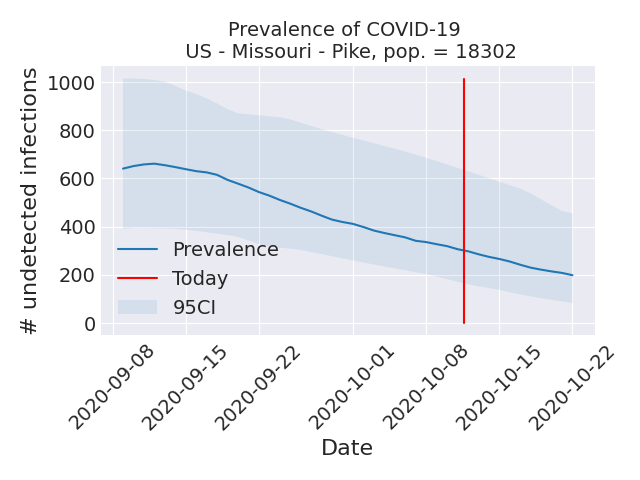 Prevalence of COVID-19
US - Missouri - Pike, pop. = 18302
# undetected infections
1000
800
600
400
200
0
Prevalence
Today
95CI
2020-09-08
2020-09-15
2020-09-22
2020-10-01
2020-10-08
2020-10-15
2020-10-22
Date